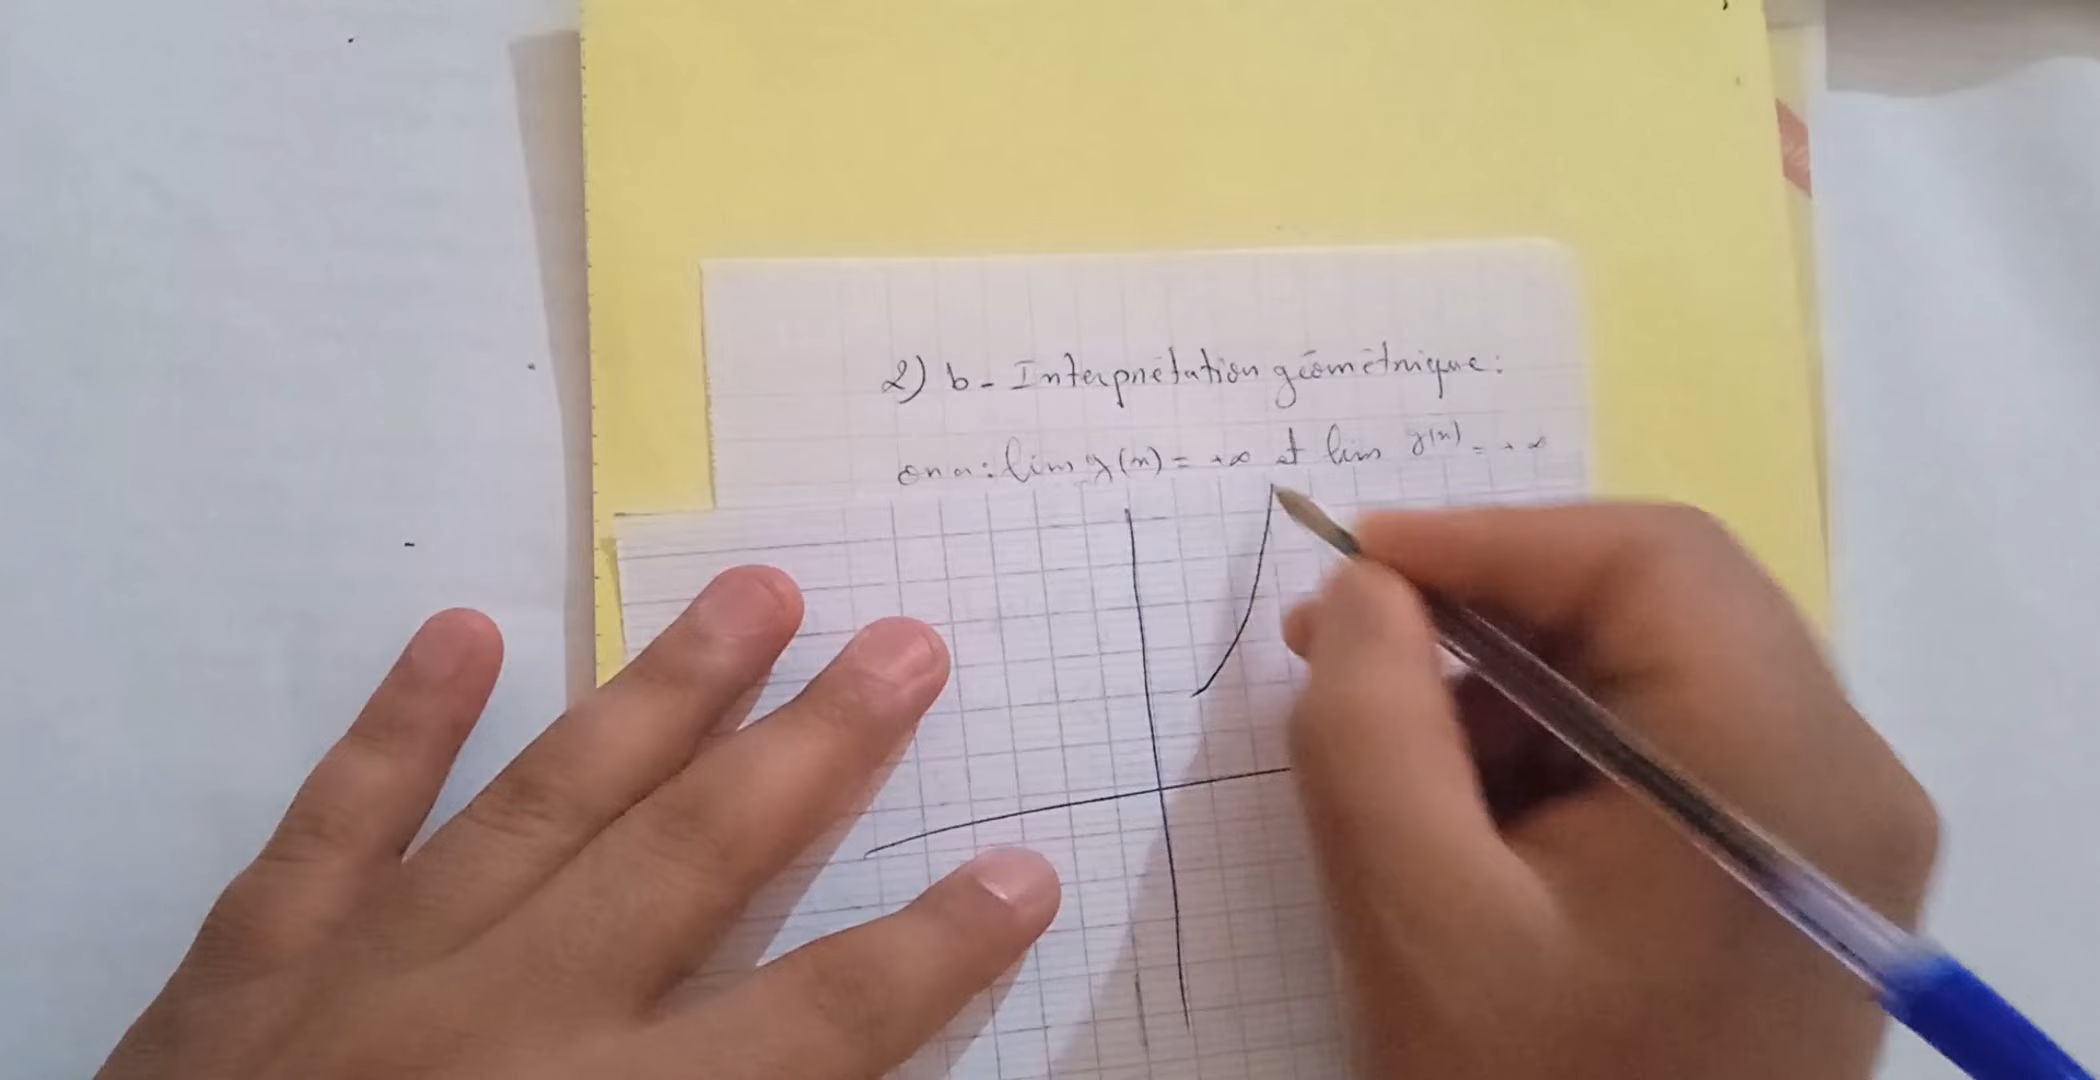 2) b - Interprétation géométrique:
on a: lim g(x) = +∞ et lim g(x) = +∞